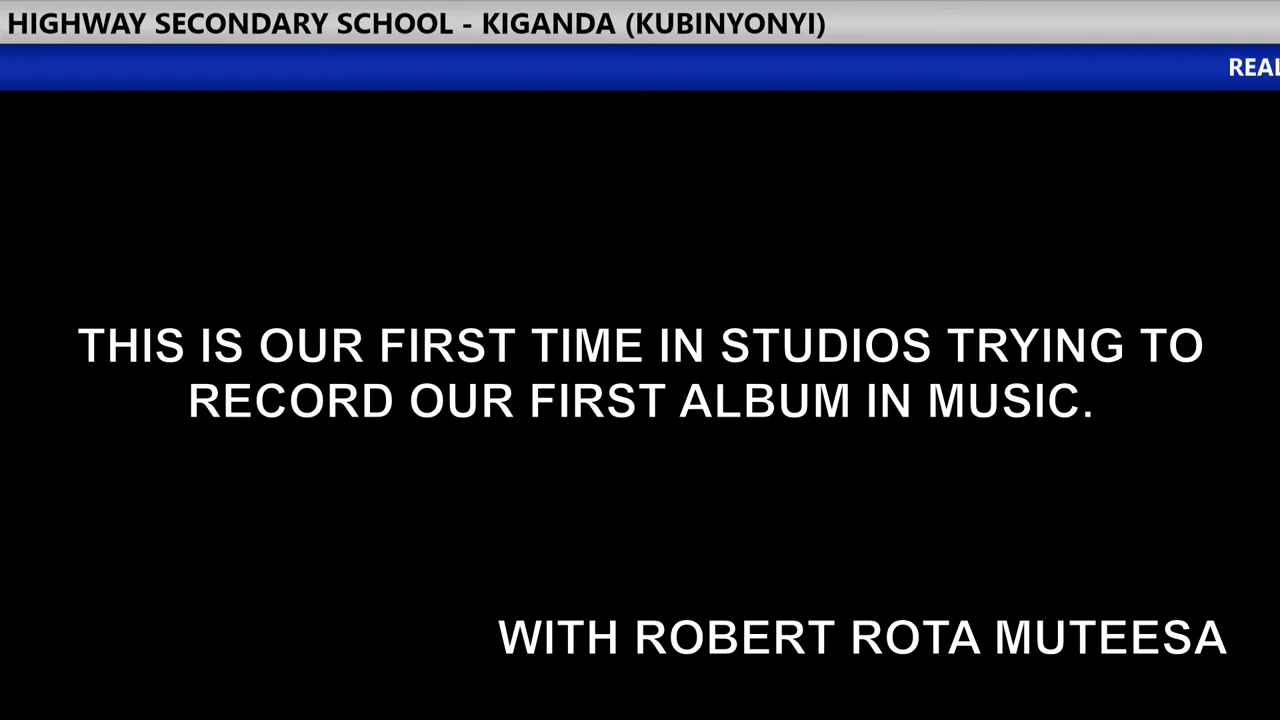 HIGHWAY SECONDARY SCHOOL - KIGANDA (KUBINYONYI)
REAL
THIS IS OUR FIRST TIME IN STUDIOS TRYING TO
RECORD OUR FIRST ALBUM IN MUSIC.
WITH ROBERT ROTA MUTEESA